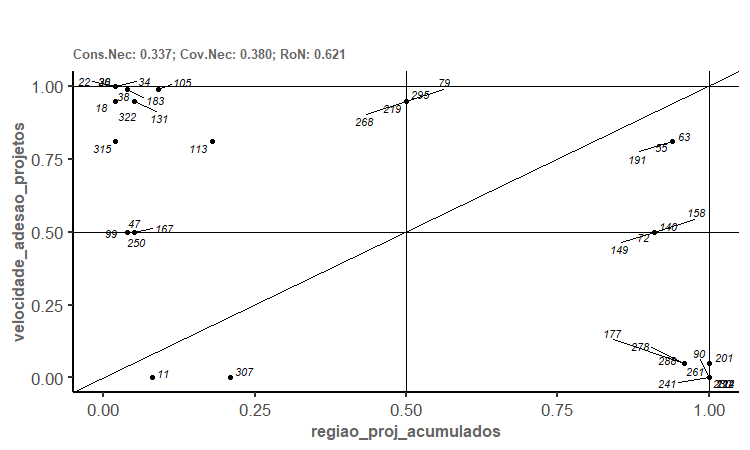 Cons.Nec: 0.337; Cov.Nec: 0.380; RoN: 0.621
22 34 105 79
1.00
38 183 295
18 219
322 131 268
63
315 113 55
191
0.75
velocidade_adesao_projetos
158
47 167 140
0.50 99 72
250 149
0.25
177
278 90 201
288
11 307 261
0.00 241
0.00 0.25 0.50 0.75 1.00
regiao_proj_acumulados